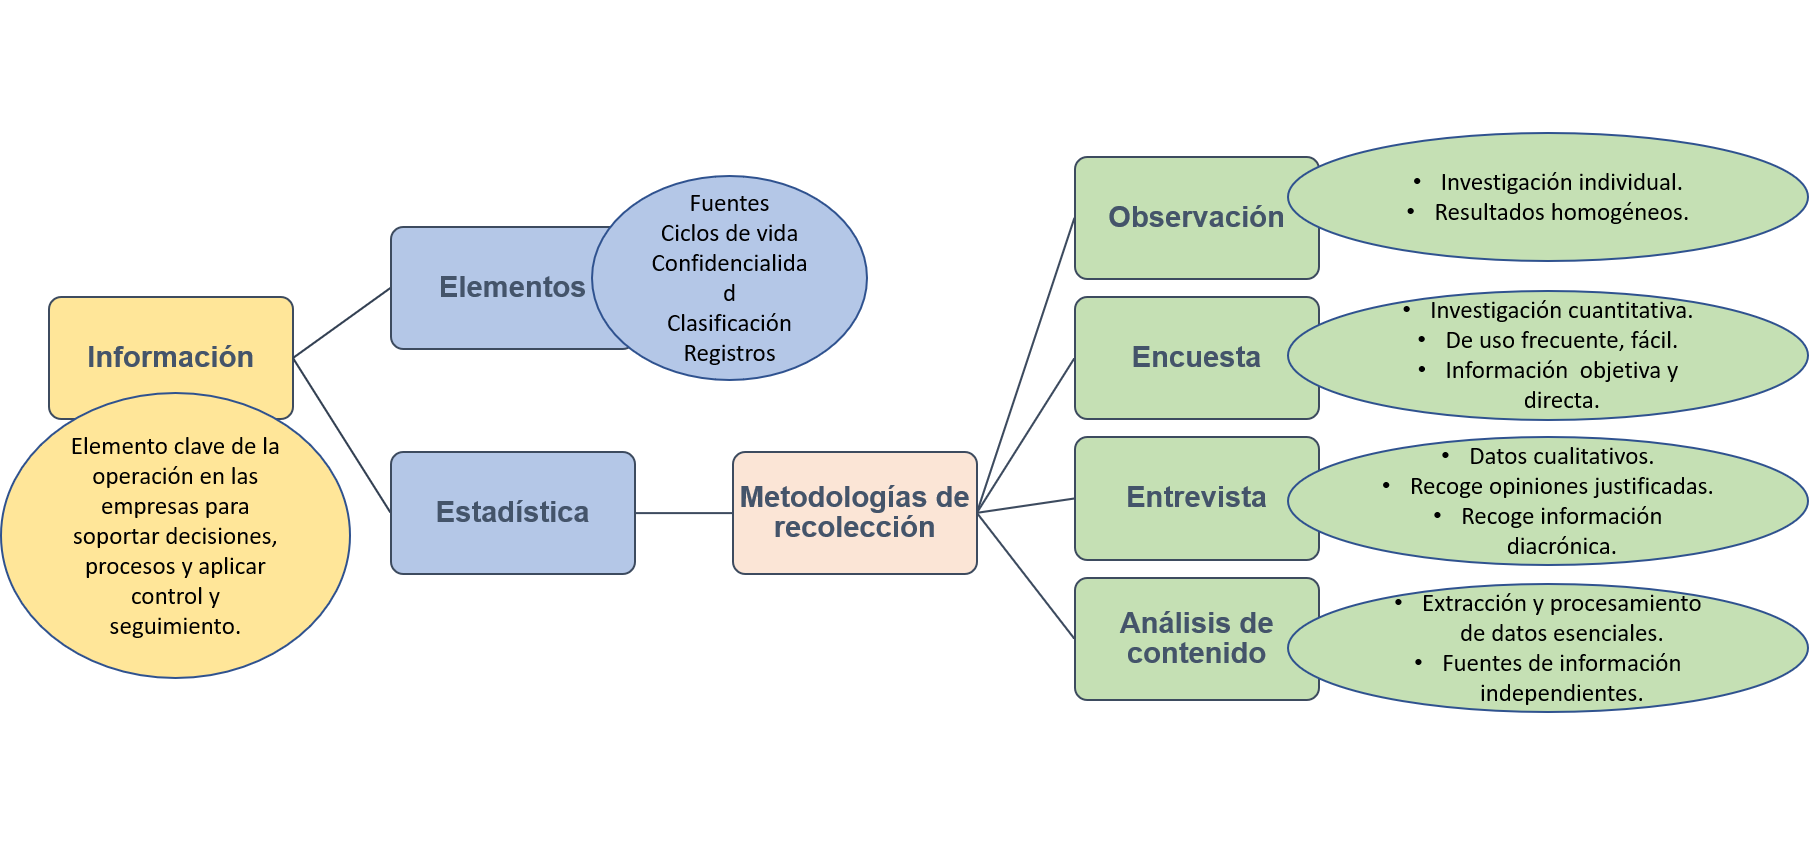 Información
Elemento clave de la
operación en las
empresas para
soportar decisiones,
procesos y aplicar
control y
seguimiento.
Elementos
Fuentes
Ciclos de vida
Confidencialida
d
Clasificación
Registros
Estadística
Metodologías de
recolección
Observación
• Investigación individual.
• Resultados homogéneos.
Encuesta
• Investigación cuantitativa.
• De uso frecuente, fácil.
• Información  objetiva y
directa.
Entrevista
• Datos cualitativos.
• Recoge opiniones justificadas.
• Recoge información
diacrónica.
Análisis de
contenido
• Extracción y procesamiento
de datos esenciales.
• Fuentes de información
independientes.